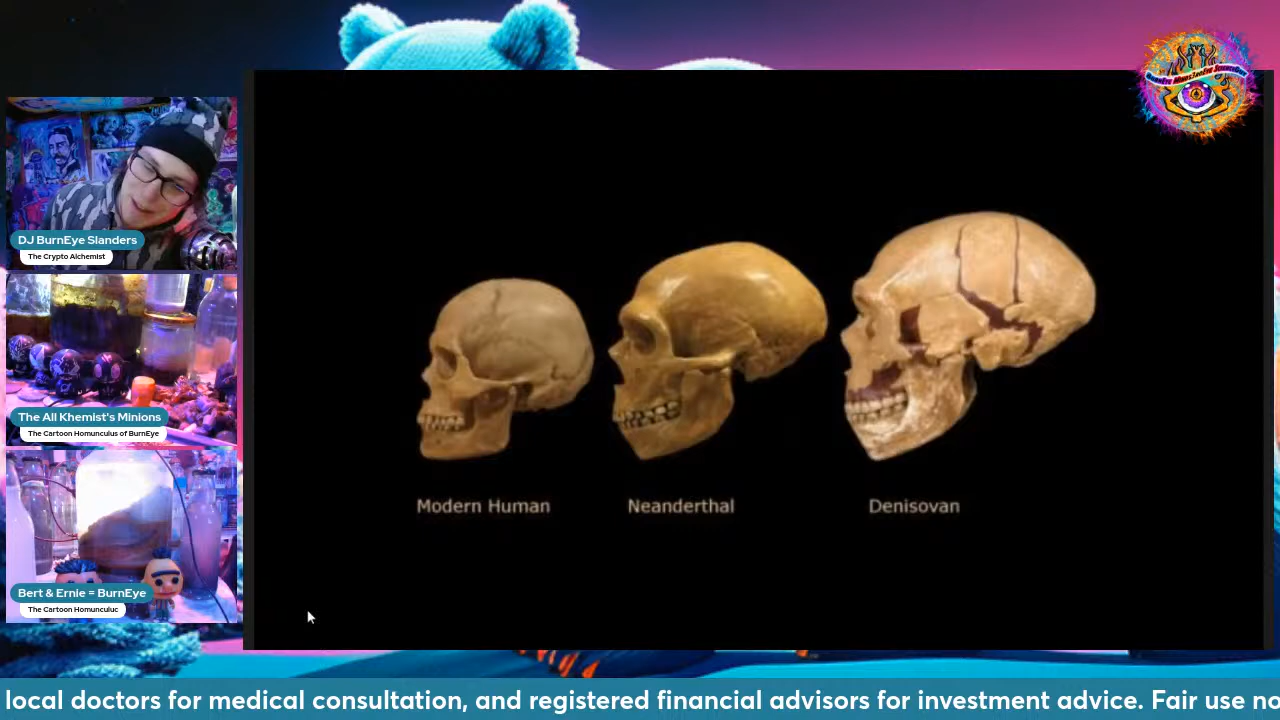 DJ BurnEye Slanders
The Crypto Alchemist
The All Khemist's Minions
The Cartoon Homunculus of BurnEye
Bert & Ernie = BurnEye
The Cartoon Homunculuc
Modern Human
Neanderthal
Denisovan
local doctors for medical consultation, and registered financial advisors for investment advice. Fair use no